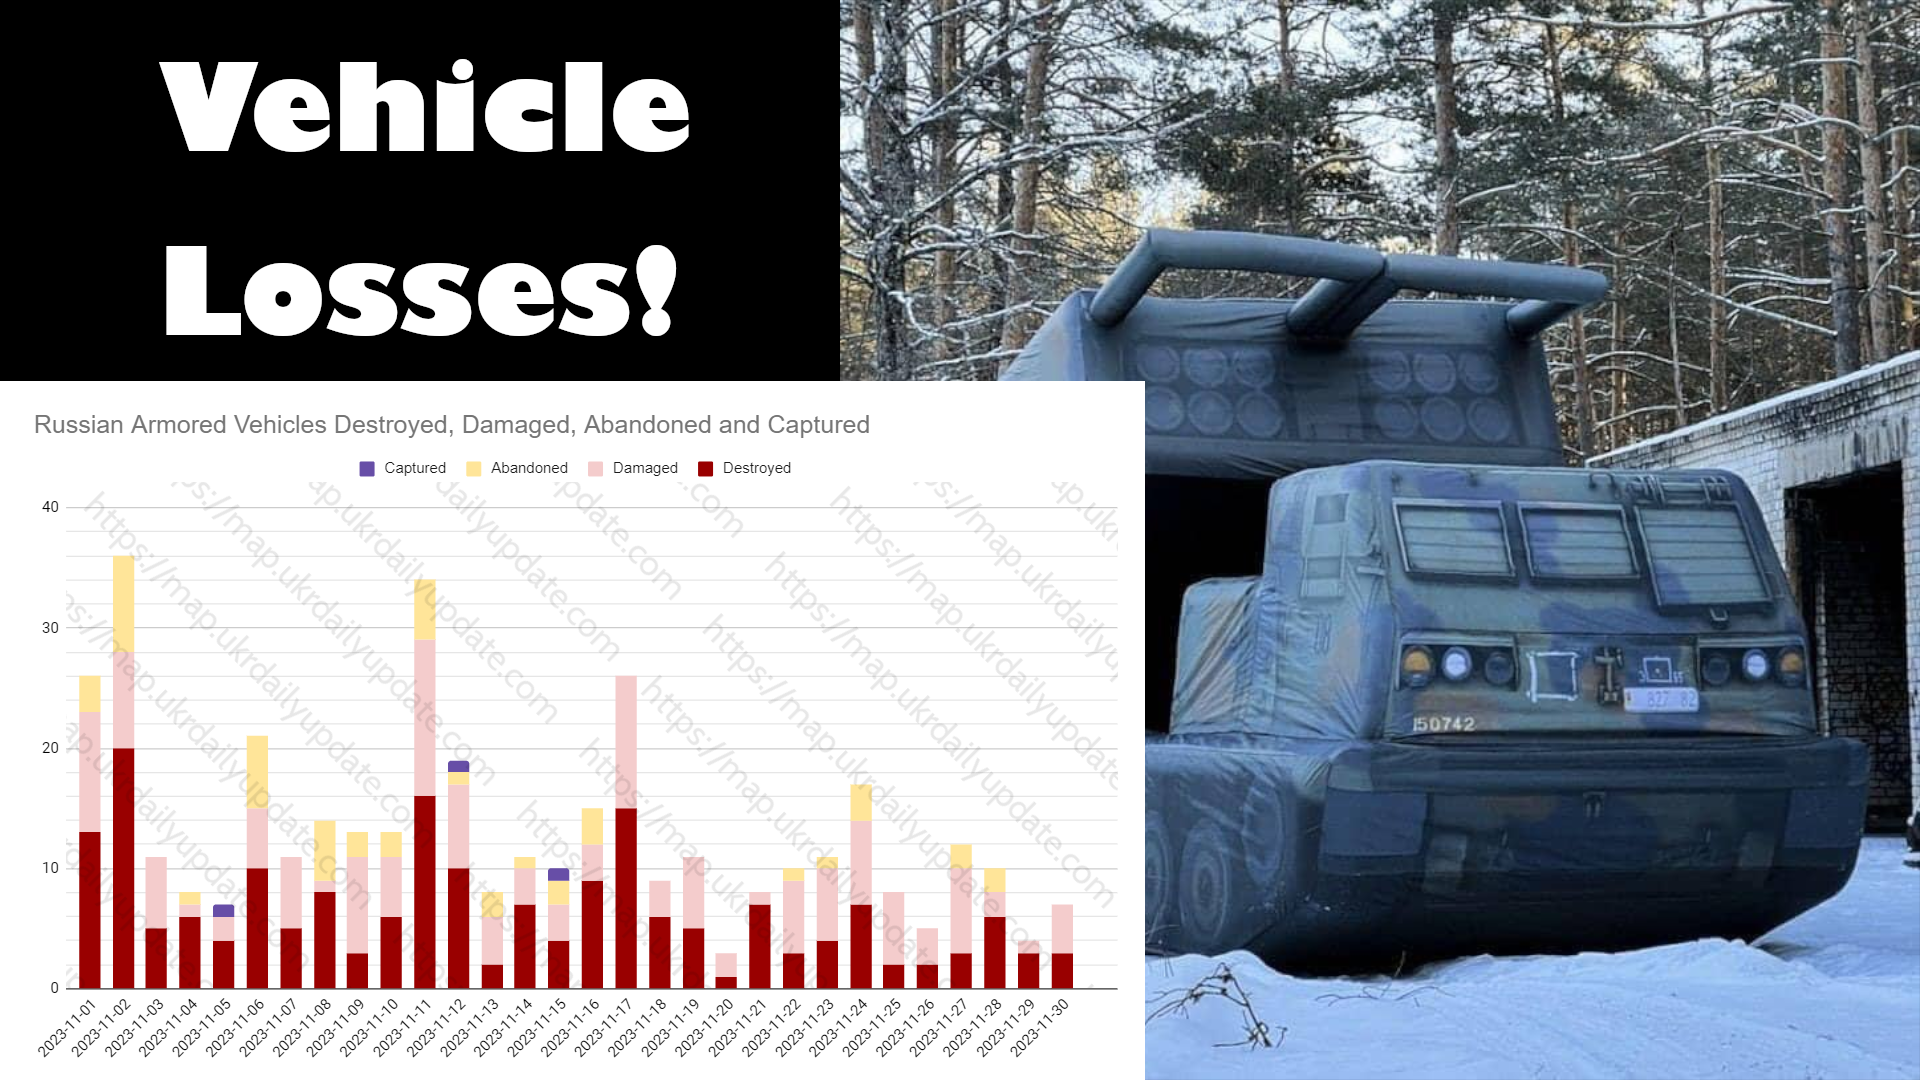 Vehicle
Losses!
Russian Armored Vehicles Destroyed, Damaged, Abandoned and Captured
Captured Abandoned Damaged Destroyed
40
30
20
10
0
2023-11-01 2023-11-02 2023-11-03 2023-11-04 2023-11-05 2023-11-06 2023-11-07 2023-11-08 2023-11-09 2023-11-10 2023-11-11 2023-11-12 2023-11-13 2023-11-14 2023-11-15 2023-11-16 2023-11-17 2023-11-18 2023-11-19 2023-11-20 2023-11-21 2023-11-22 2023-11-23 2023-11-24 2023-11-25 2023-11-26 2023-11-27 2023-11-28 2023-11-29 2023-11-30
https://map.ukrdailyupdate.com
827 82
150742